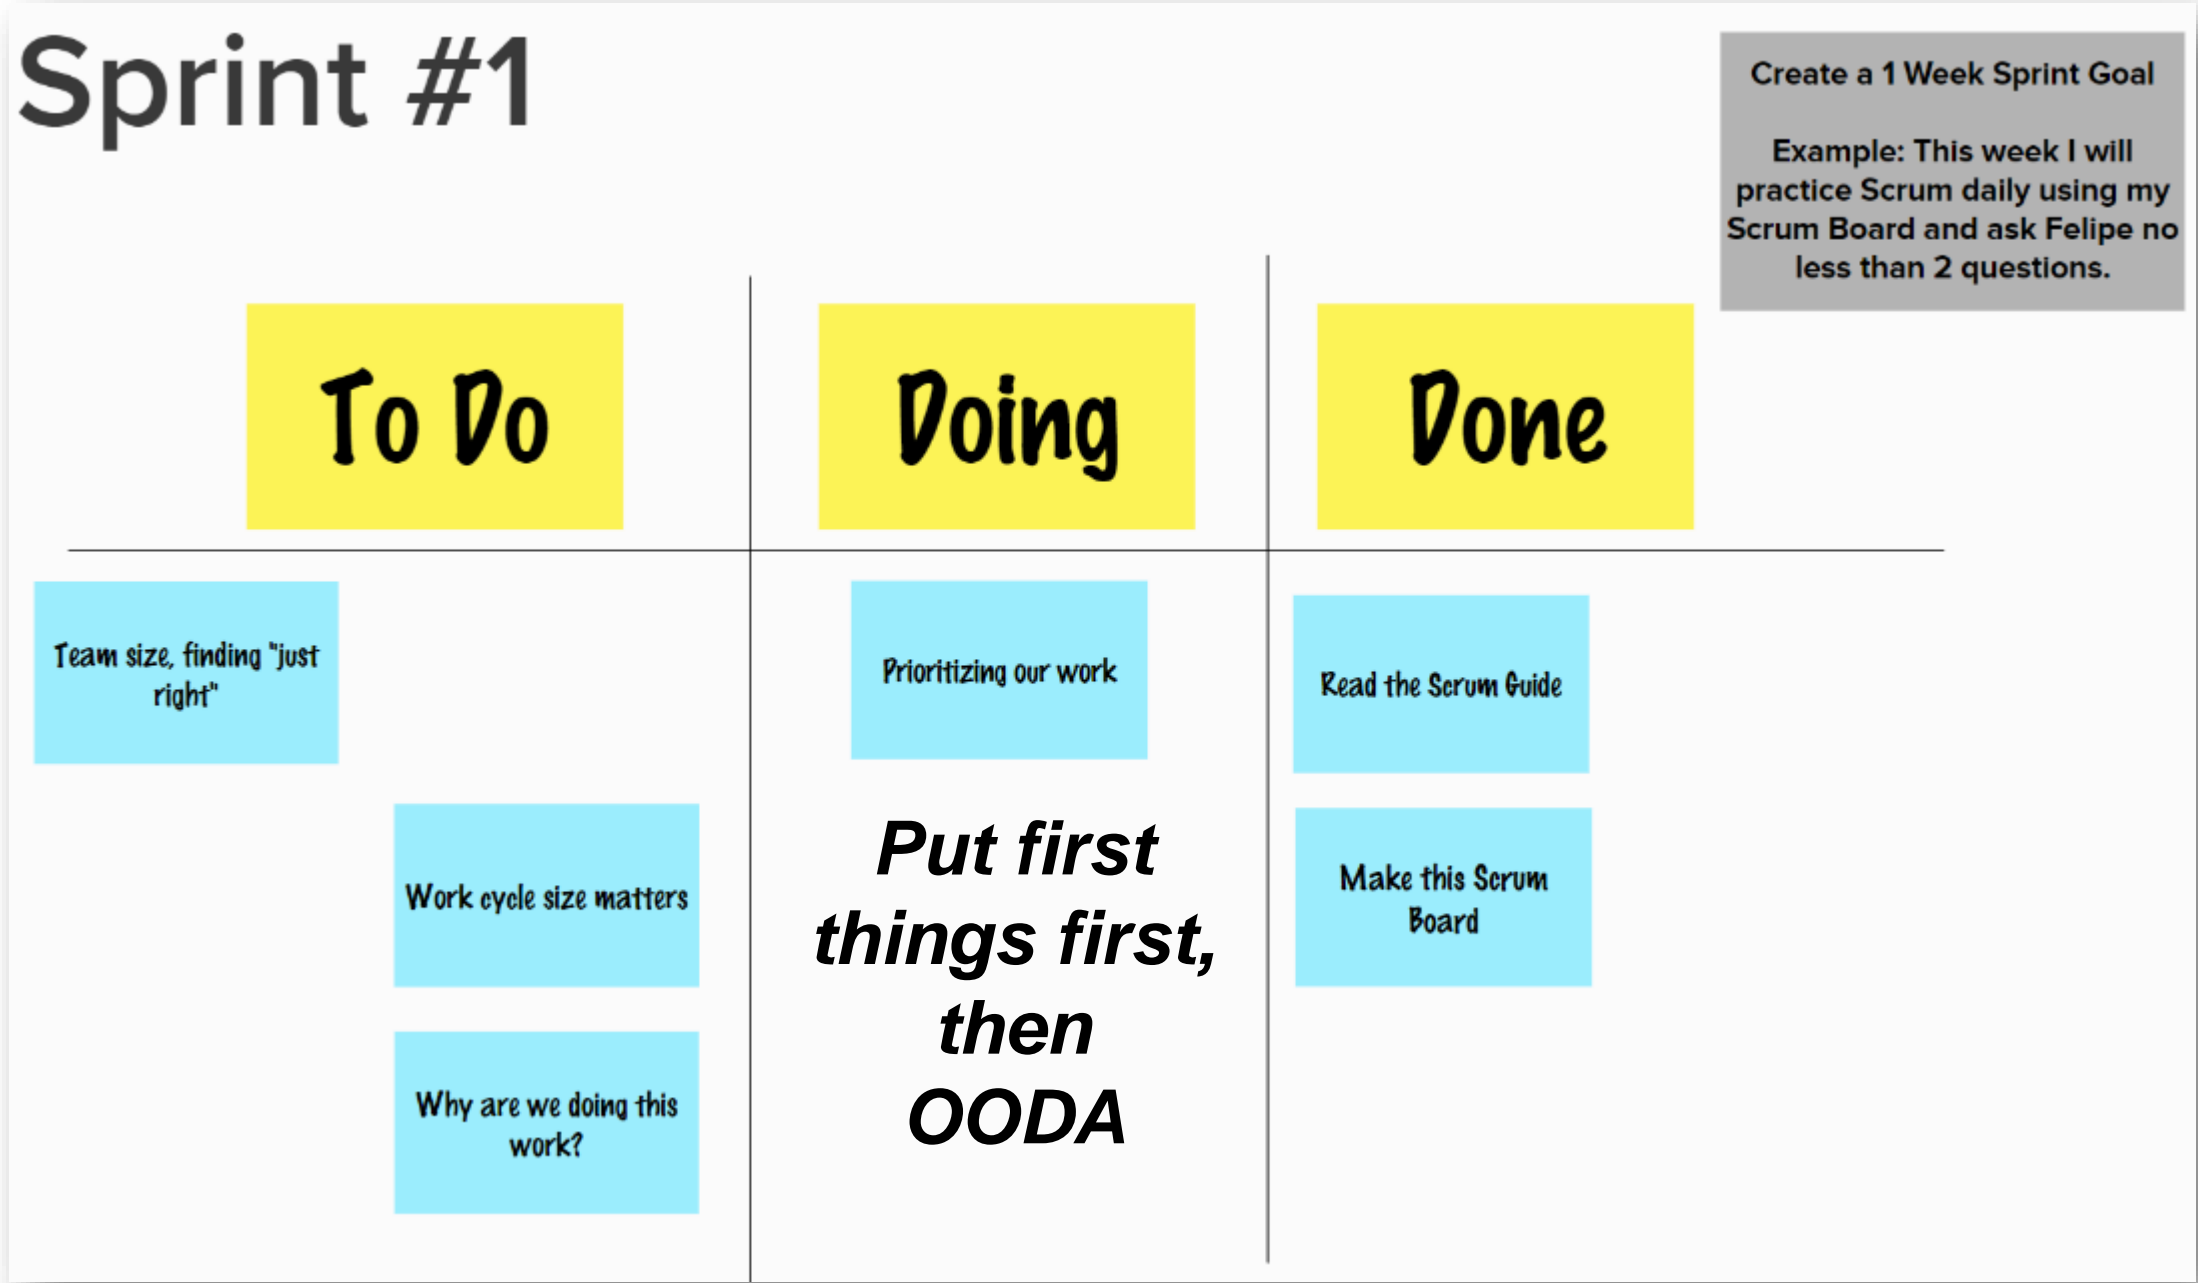 Sprint #1
Create a 1 Week Sprint Goal
Example: This week I will
practice Scrum daily using my
Scrum Board and ask Felipe no
less than 2 questions.
To Do
Doing
Done
Team size, finding "just
right"
Work cycle size matters
Why are we doing this
work?
Prioritizing our work
Put first
things first,
then
OODA
Read the Scrum Guide
Make this Scrum
Board